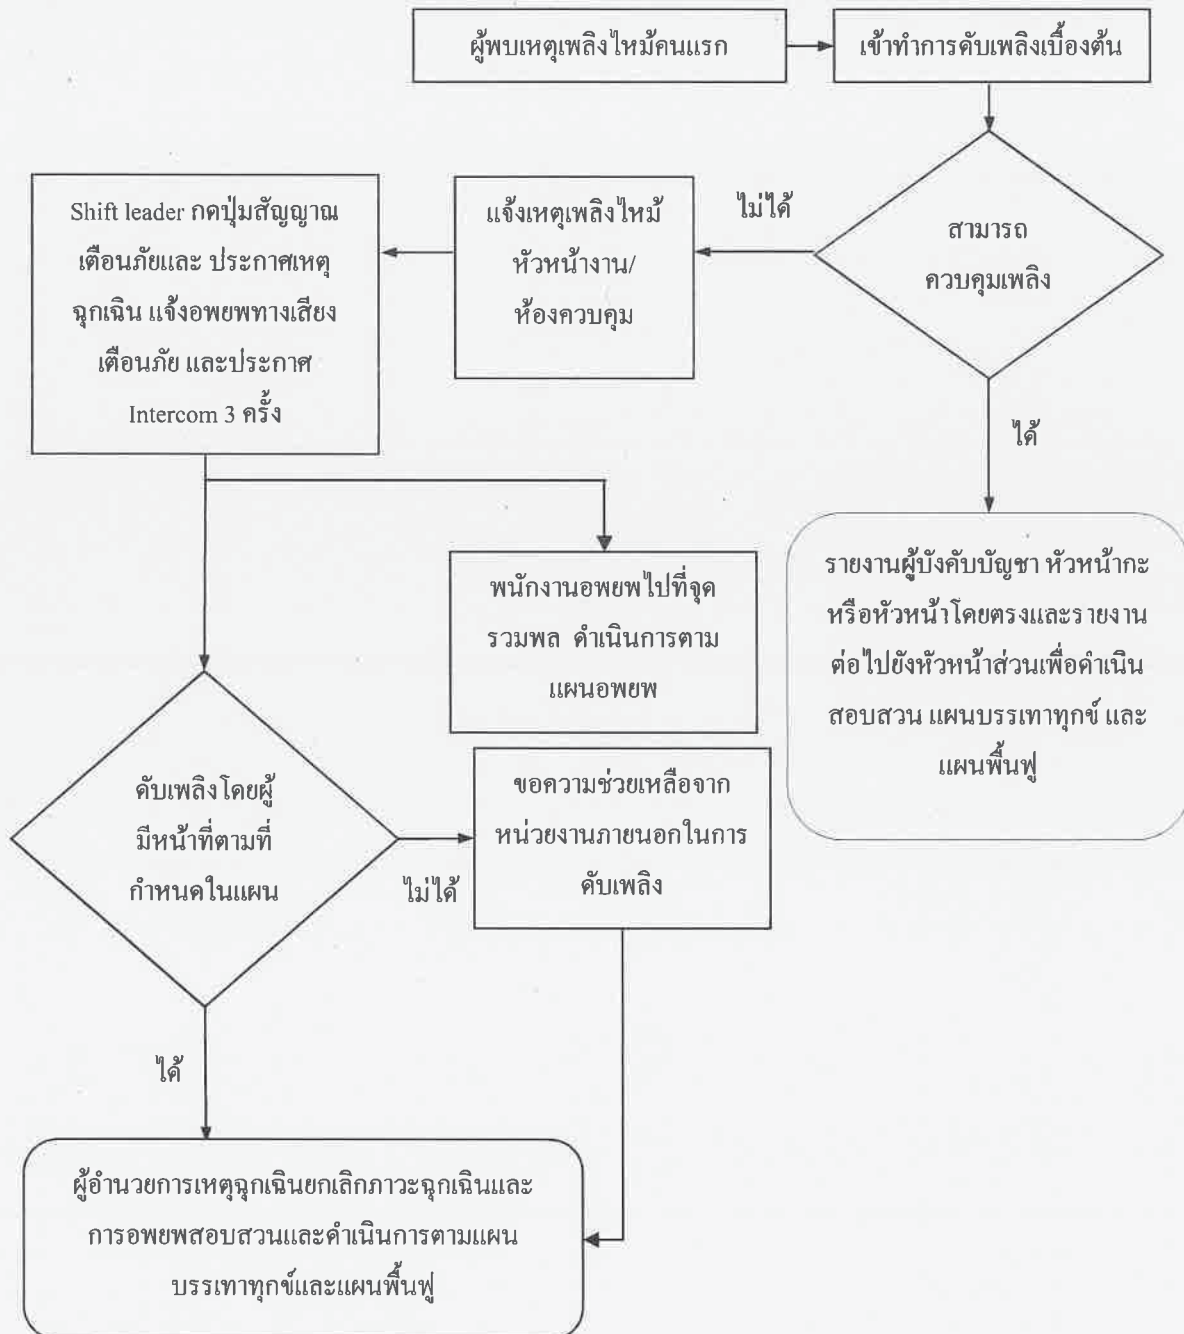 ผู้พบเหตุเพลิงไหม้คนแรก
เข้าทำการดับเพลิงเบื้องต้น
สามารถ
ควบคุมเพลิง
ไม่ได้
แจ้งเหตุเพลิงไหม้
หัวหน้างาน/
ห้องควบคุม
Shift leader กดปุ่มสัญญาณ
เตือนภัยและ ประกาศเหตุ
ฉุกเฉิน แจ้งอพยพทางเสียง
เตือนภัย และประกาศ
Intercom 3 ครั้ง
ได้
รายงานผู้บังคับบัญชา หัวหน้ากะ
หรือหัวหน้าโดยตรงและรายงาน
ต่อไปยังหัวหน้าส่วนเพื่อดำเนิน
สอบสวน แผนบรรเทาทุกข์ และ
แผนฟื้นฟู
พนักงานอพยพไปที่จุด
รวมพล ดำเนินการตาม
แผนอพยพ
ดับเพลิงโดยผู้
มีหน้าที่ตามที่
กำหนดในแผน
ไม่ได้
ขอความช่วยเหลือจาก
หน่วยงานภายนอกในการ
ดับเพลิง
ได้
ผู้อำนวยการเหตุฉุกเฉินยกเลิกภาวะฉุกเฉินและ
การอพยพสอบสวนและดำเนินการตามแผน
บรรเทาทุกข์และแผนฟื้นฟู